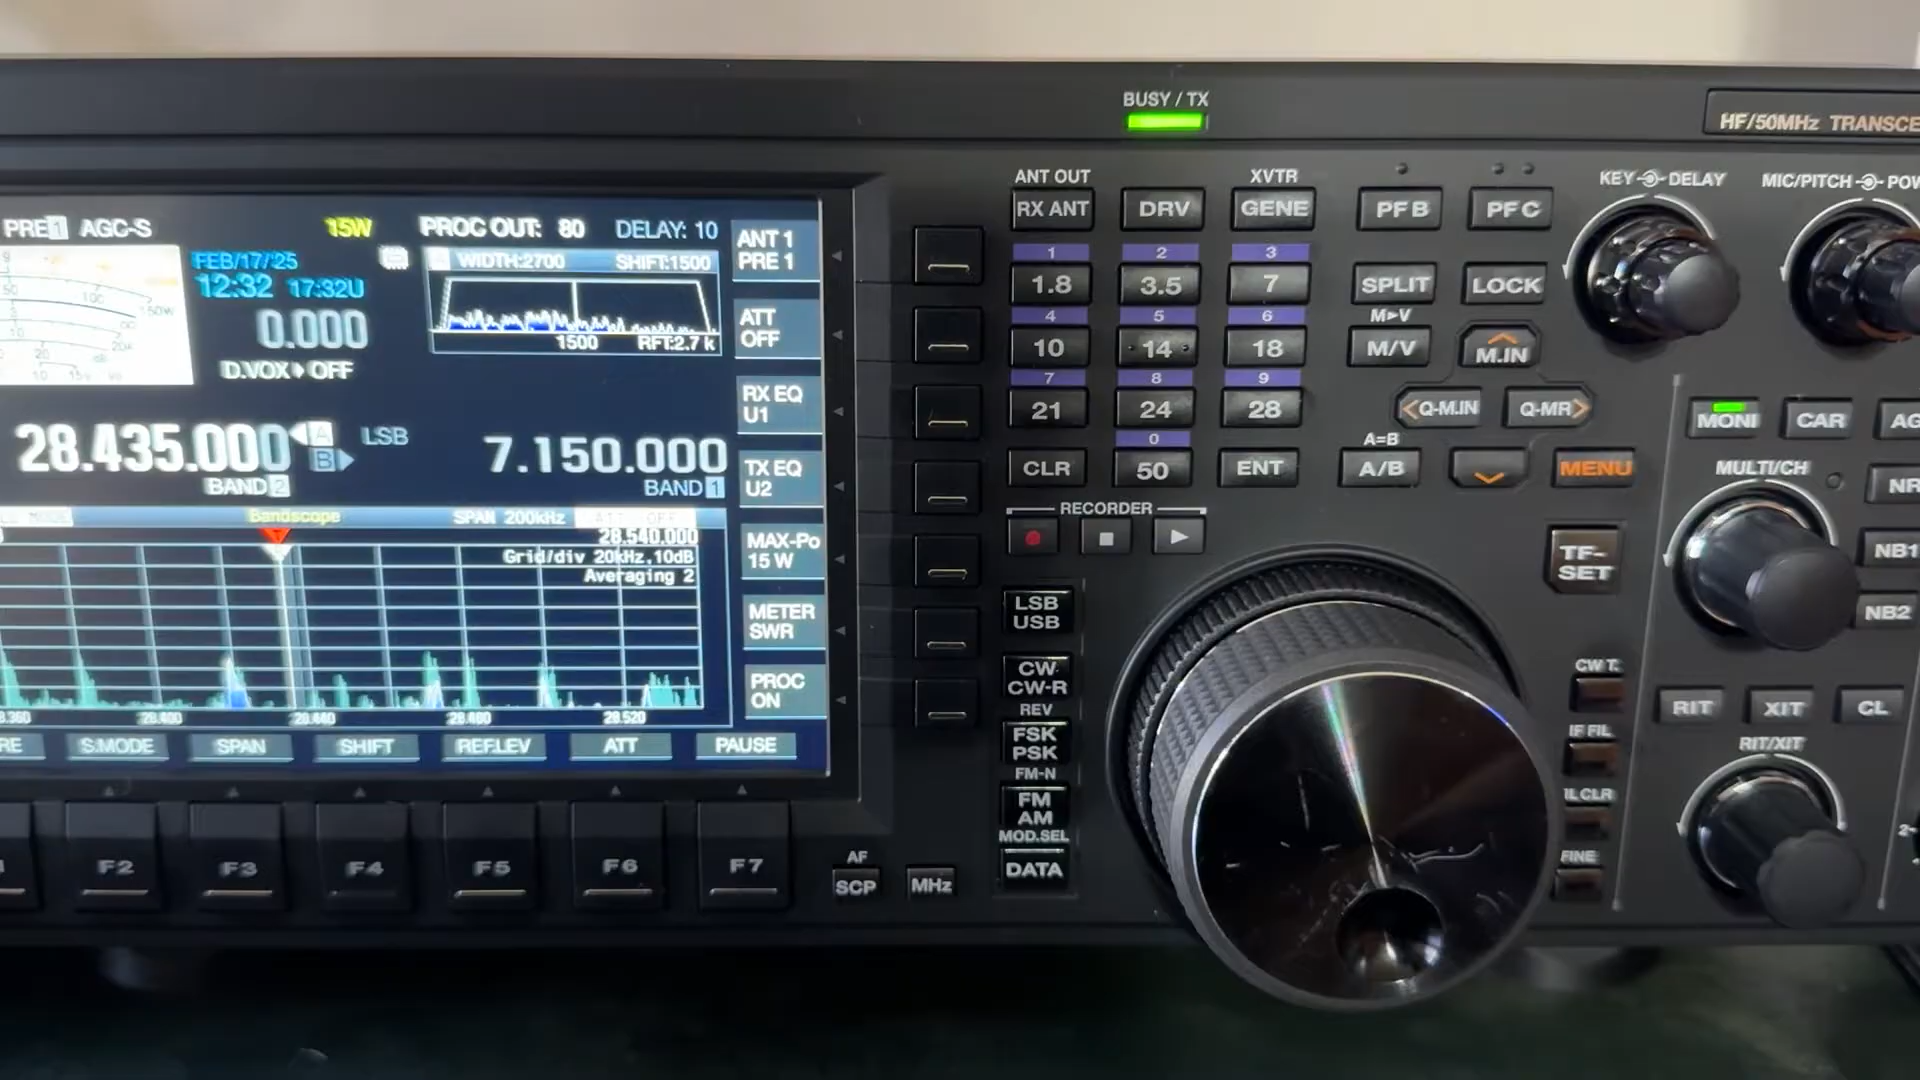 BUSY / TX
HF/50MHz TRANSCE
ANT OUT
XVTR
RX ANT
DRV
GENE
PF B
PF C
KEY DELAY
MIC/PITCH POW
PRE1 AGC-S
15W
PROC OUT: 80
DELAY: 10
ANT 1
PRE 1
FEB/17/'25
12:32 17:32U
WIDTH:2700
SHIFT:1500
0.000
1500
RFT:2.7 k
D.VOX OFF
ATT
OFF
RX EQ
U1
28.435.000
A
B
LSB
7.150.000
BAND 2
BAND 1
TX EQ
U2
Bandscope
SPAN 200kHz
28.540.000
Grid/div 20kHz,10dB
Averaging 2
MAX-Po
15 W
METER
SWR
PROC
ON
28.400
28.440
28.480
28.520
RE
S.MODE
SPAN
SHIFT
REF.LEV
ATT
PAUSE
F2
F3
F4
F5
F6
F7
AF
SCP
MHz
1
2
3
1.8
3.5
7
4
5
6
10
14
18
7
8
9
21
24
28
0
CLR
50
ENT
SPLIT
LOCK
M▸V
M/V
M.IN
Q-M.IN
Q-MR
A=B
A/B
MENU
RECORDER
LSB
USB
CW
CW-R
REV
FSK
PSK
FM-N
FM
AM
MOD.SEL
DATA
TF-
SET
CW T.
IF FIL
IL CLR
FINE
MONI
CAR
AG
MULTI/CH
NR
NB1
NB2
RIT
XIT
CL
RIT/XIT